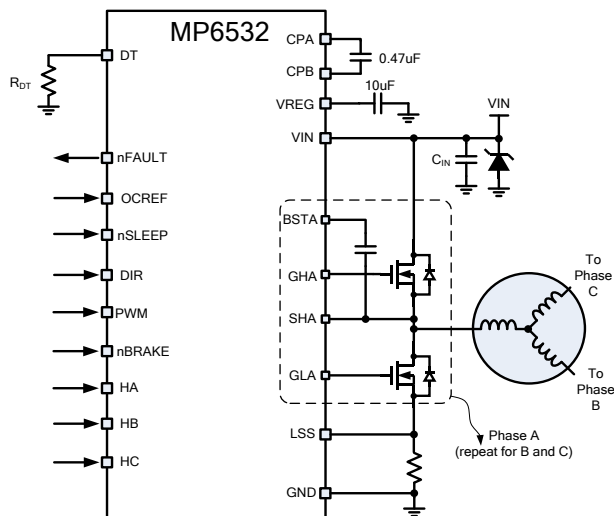 MP6532
DT
R_DT
nFAULT
OCREF
nSLEEP
DIR
PWM
nBRAKE
HA
HB
HC
CPA
0.47uF
CPB
10uF
VREG
VIN
VIN
C_IN
BSTA
GHA
SHA
GLA
LSS
GND
To
Phase
C
To
Phase
B
Phase A
(repeat for B and C)